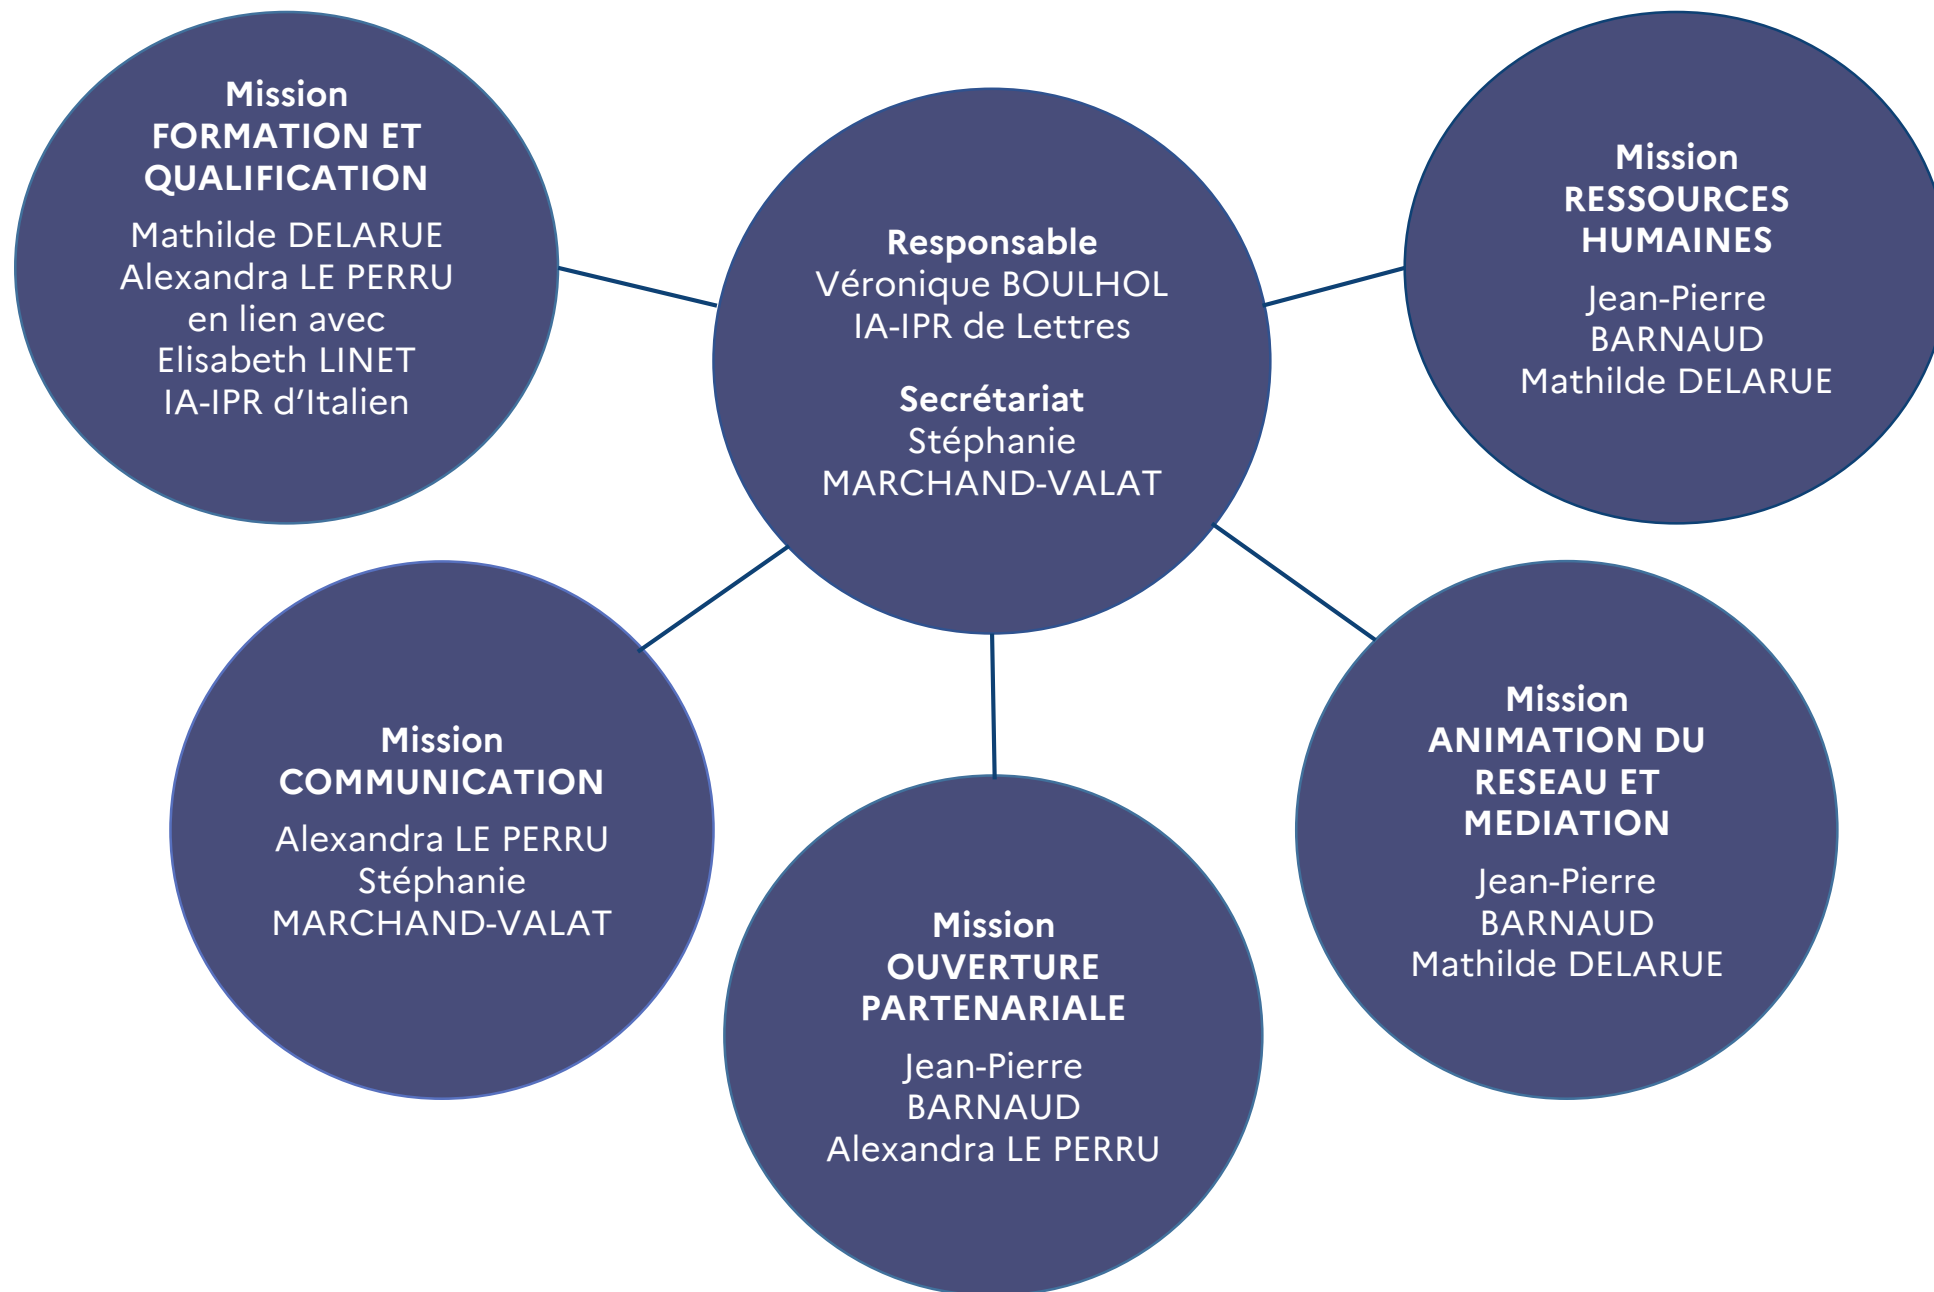 Mission
FORMATION ET
QUALIFICATION
Mathilde DELARUE
Alexandra LE PERRU
en lien avec
Elisabeth LINET
IA-IPR d’Italien
Responsable
Véronique BOULHOL
IA-IPR de Lettres
Secrétariat
Stéphanie
MARCHAND-VALAT
Mission
RESSOURCES
HUMAINES
Jean-Pierre
BARNAUD
Mathilde DELARUE
Mission
COMMUNICATION
Alexandra LE PERRU
Stéphanie
MARCHAND-VALAT
Mission
OUVERTURE
PARTENARIALE
Jean-Pierre
BARNAUD
Alexandra LE PERRU
Mission
ANIMATION DU
RESEAU ET
MEDIATION
Jean-Pierre
BARNAUD
Mathilde DELARUE